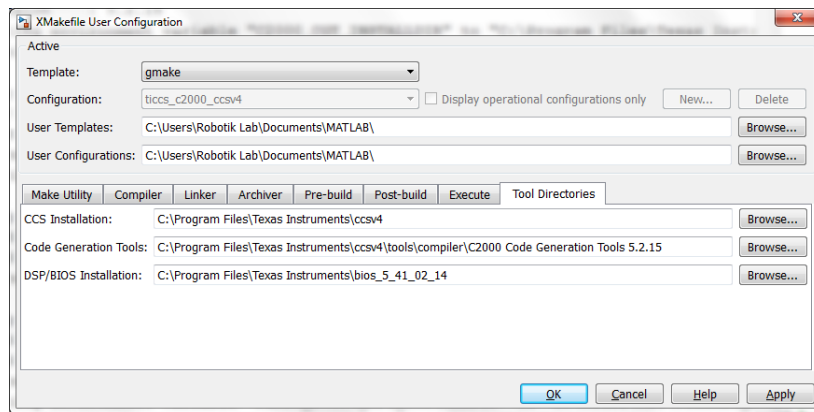 XMakefile User Configuration
Active
Template: gmake
Configuration: ticcs_c2000_ccsv4 Display operational configurations only New... Delete
User Templates: C:\Users\Robotik Lab\Documents\MATLAB\ Browse...
User Configurations: C:\Users\Robotik Lab\Documents\MATLAB\ Browse...
Make Utility Compiler Linker Archiver Pre-build Post-build Execute Tool Directories
CCS Installation: C:\Program Files\Texas Instruments\ccsv4 Browse...
Code Generation Tools: C:\Program Files\Texas Instruments\ccsv4\tools\compiler\C2000 Code Generation Tools 5.2.15 Browse...
DSP/BIOS Installation: C:\Program Files\Texas Instruments\bios_5_41_02_14 Browse...
OK Cancel Help Apply